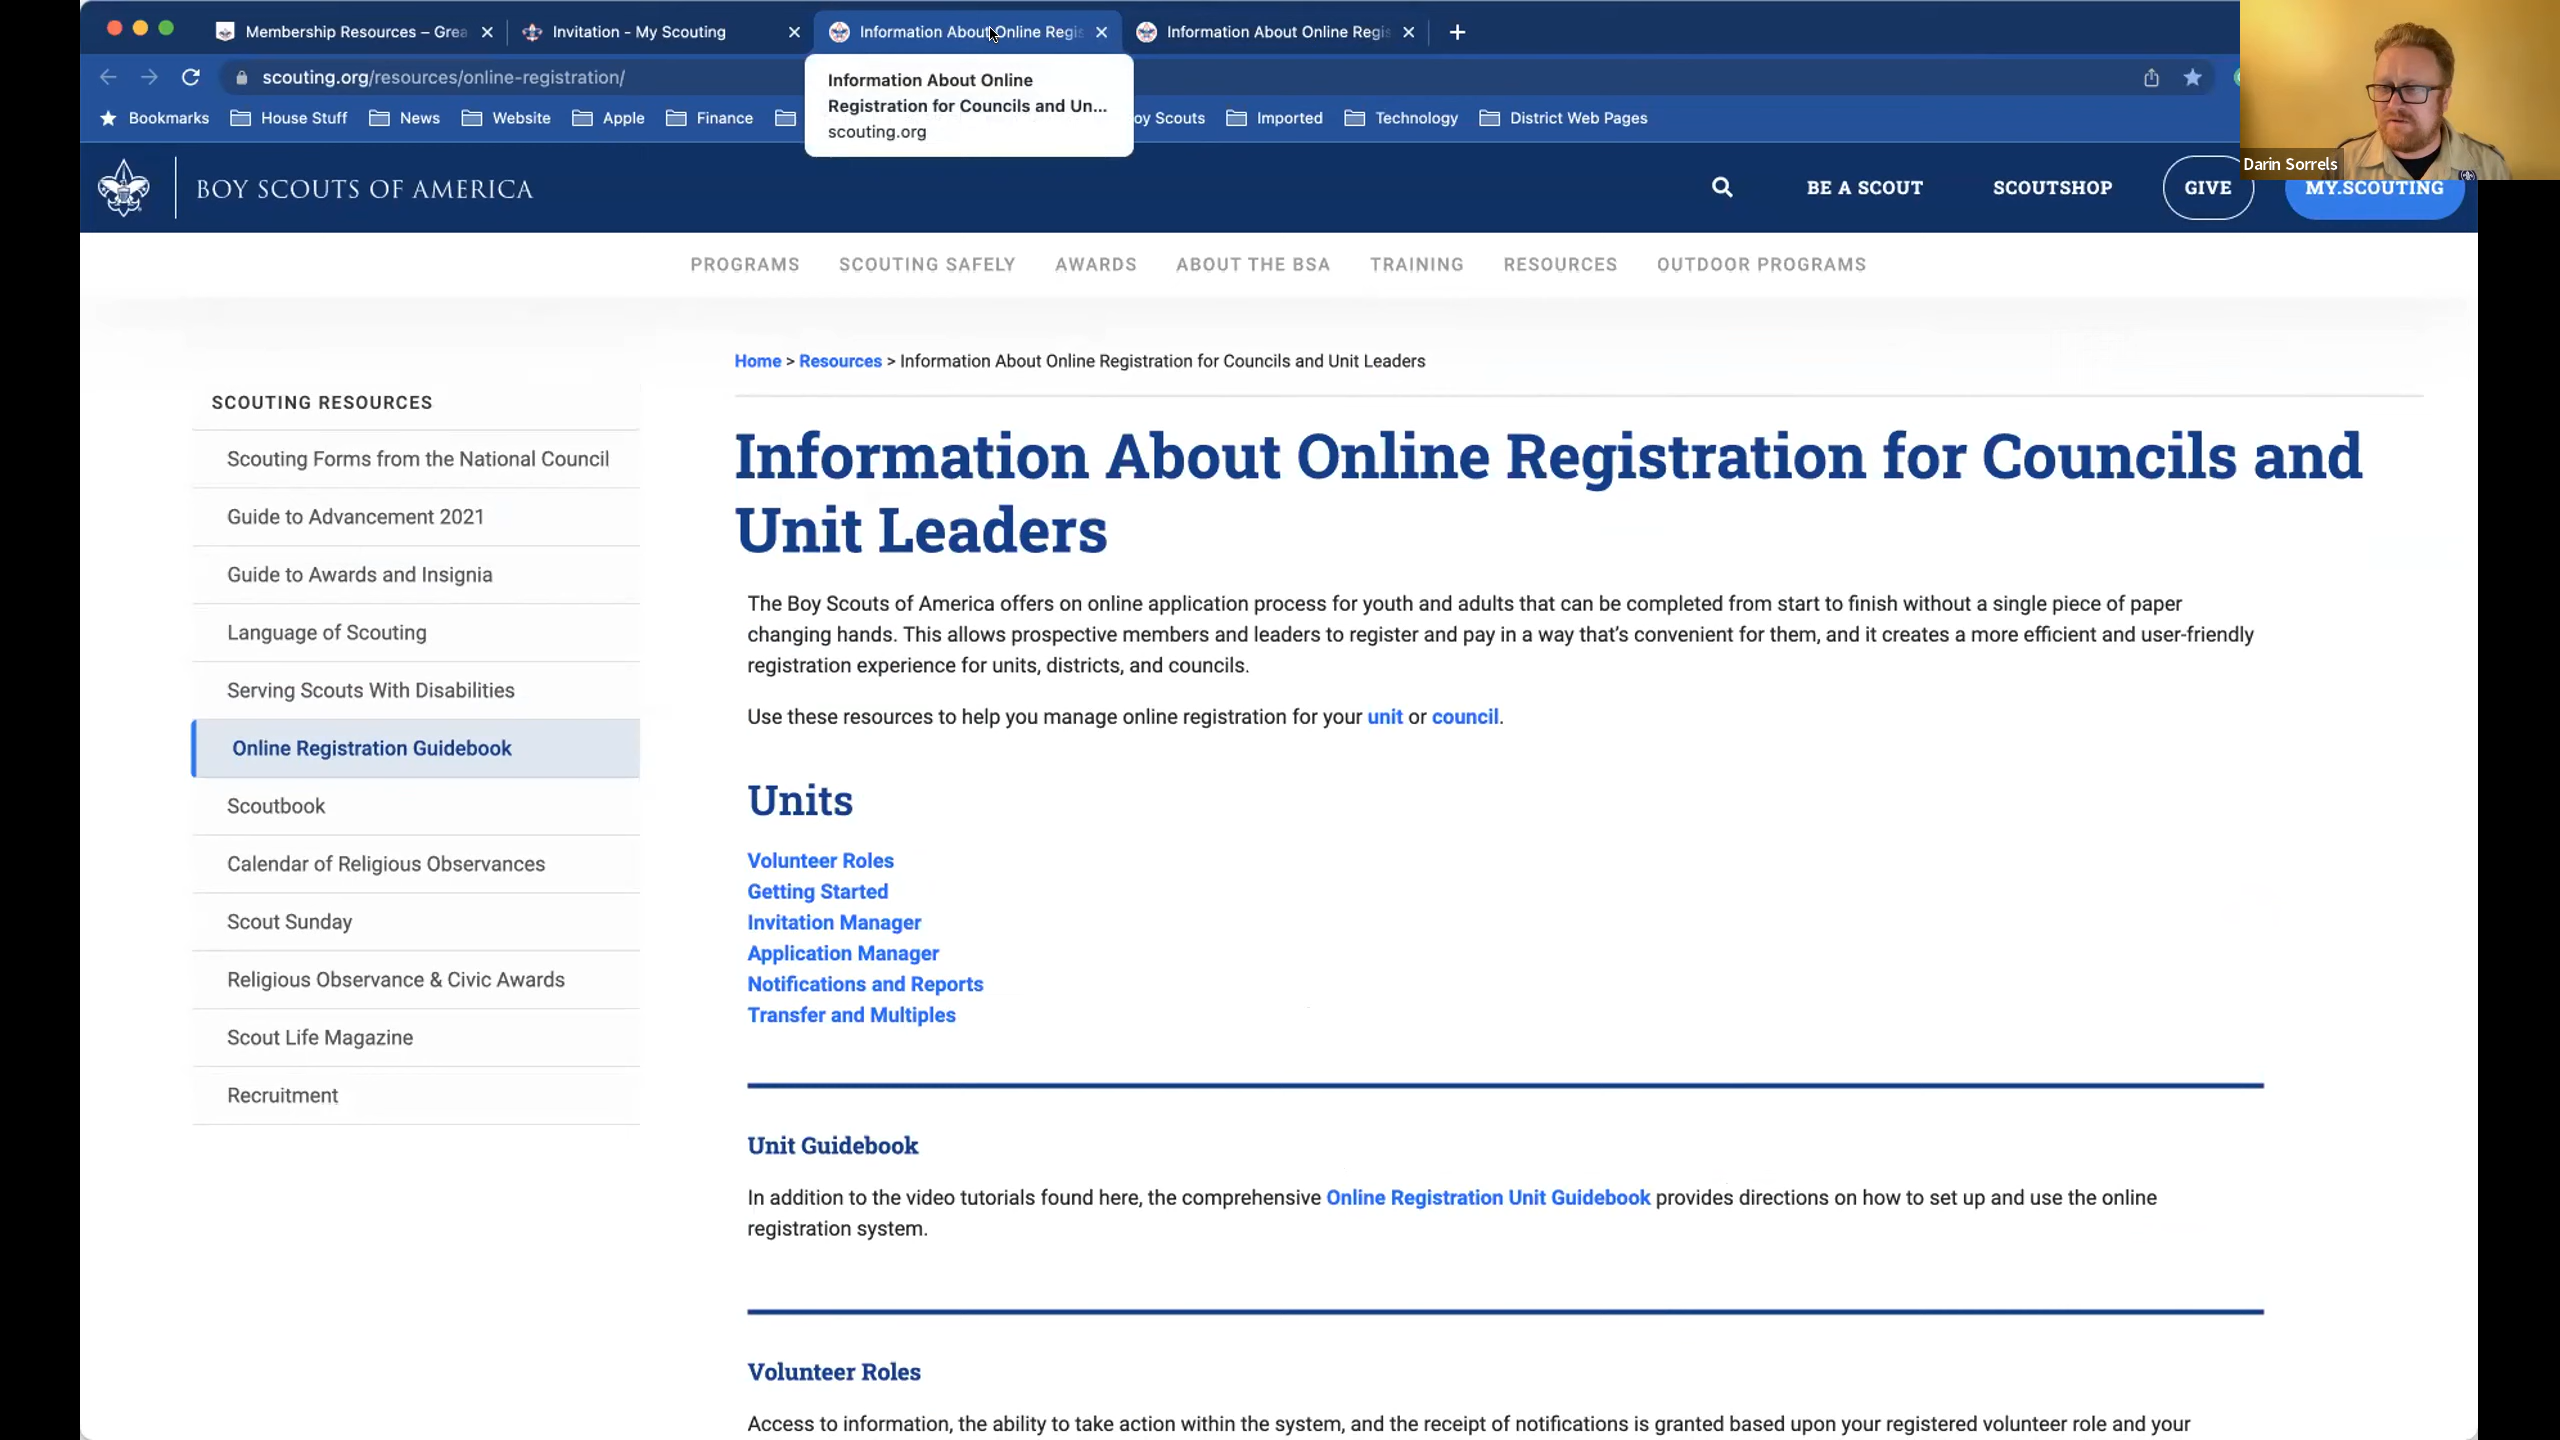 Membership Resources – Grea
Invitation - My Scouting
Information About Online Regis
Information About Online Regis
scouting.org/resources/online-registration/
Information About Online
Registration for Councils and Un...
scouting.org
Bookmarks
House Stuff
News
Website
Apple
Finance
oy Scouts
Imported
Technology
District Web Pages
Darin Sorrels
BOY SCOUTS OF AMERICA
BE A SCOUT
SCOUTSHOP
GIVE
MY.SCOUTING
PROGRAMS
SCOUTING SAFELY
AWARDS
ABOUT THE BSA
TRAINING
RESOURCES
OUTDOOR PROGRAMS
Home > Resources > Information About Online Registration for Councils and Unit Leaders
SCOUTING RESOURCES
Scouting Forms from the National Council
Guide to Advancement 2021
Guide to Awards and Insignia
Language of Scouting
Serving Scouts With Disabilities
Online Registration Guidebook
Scoutbook
Calendar of Religious Observances
Scout Sunday
Religious Observance & Civic Awards
Scout Life Magazine
Recruitment
Information About Online Registration for Councils and
Unit Leaders
The Boy Scouts of America offers on online application process for youth and adults that can be completed from start to finish without a single piece of paper
changing hands. This allows prospective members and leaders to register and pay in a way that's convenient for them, and it creates a more efficient and user-friendly
registration experience for units, districts, and councils.
Use these resources to help you manage online registration for your unit or council.
Units
Volunteer Roles
Getting Started
Invitation Manager
Application Manager
Notifications and Reports
Transfer and Multiples
Unit Guidebook
In addition to the video tutorials found here, the comprehensive Online Registration Unit Guidebook provides directions on how to set up and use the online
registration system.
Volunteer Roles
Access to information, the ability to take action within the system, and the receipt of notifications is granted based upon your registered volunteer role and your